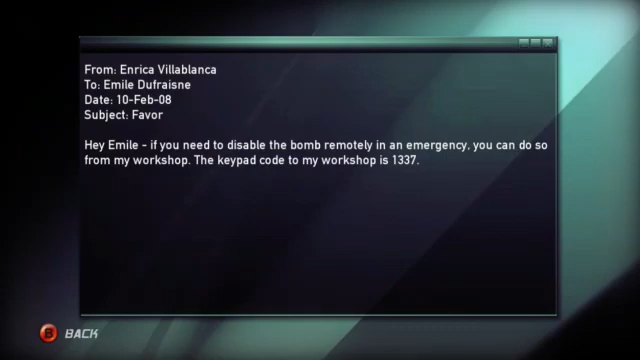 From: Enrica Villablanca
To: Emile Dufraisne
Date: 10-Feb-08
Subject: Favor
Hey Emile - if you need to disable the bomb remotely in an emergency, you can do so
from my workshop. The keypad code to my workshop is 1337.
B BACK